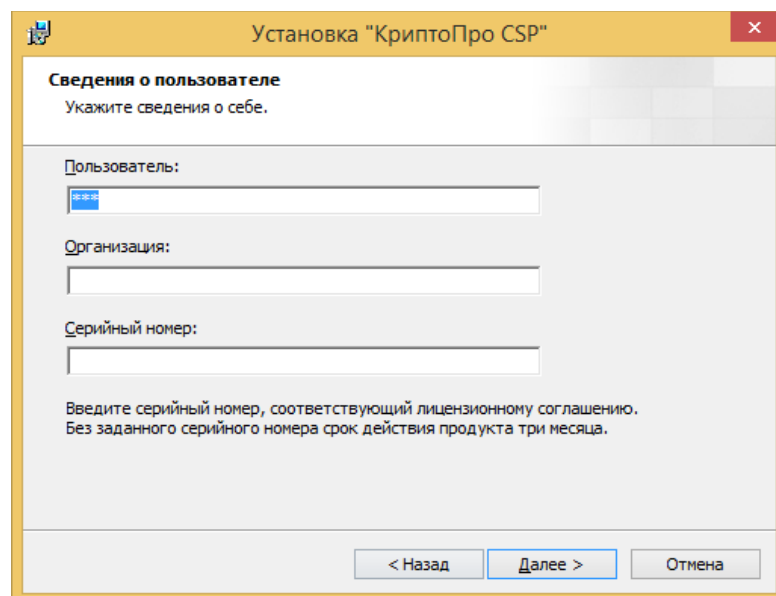 Установка "КриптоПро CSP"
Сведения о пользователе
Укажите сведения о себе.
Пользователь:
***
Организация:
Серийный номер:
Введите серийный номер, соответствующий лицензионному соглашению.
Без заданного серийного номера срок действия продукта три месяца.
< Назад Далее > Отмена